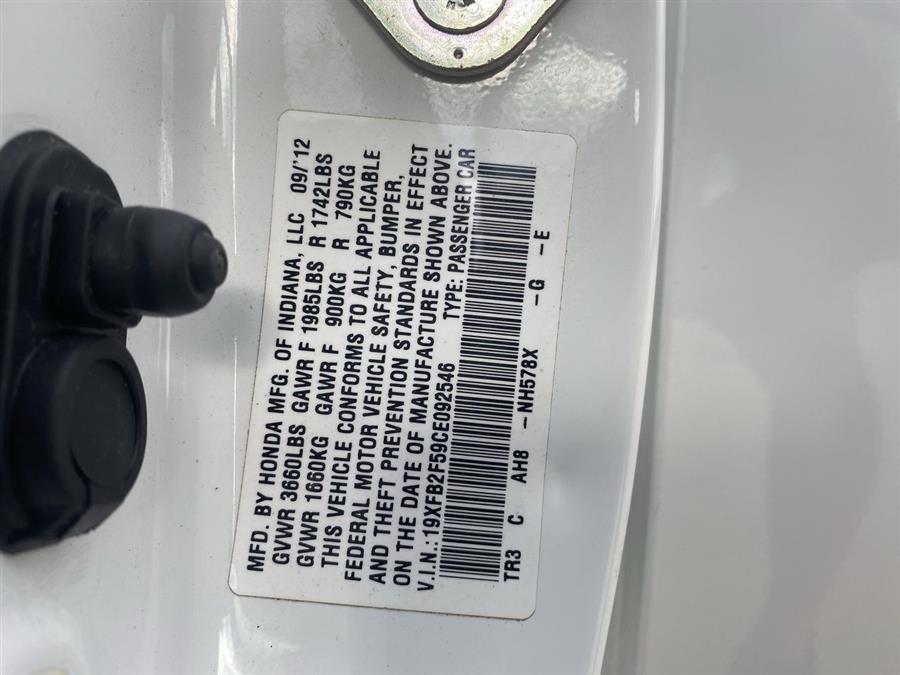 MFD. BY HONDA MFG. OF INDIANA, LLC 09/'12
GVWR 3660LBS GAWR F 1985LBS R 1742LBS
GVWR 1660KG GAWR F 900KG R 790KG
THIS VEHICLE CONFORMS TO ALL APPLICABLE
FEDERAL MOTOR VEHICLE SAFETY, BUMPER,
AND THEFT PREVENTION STANDARDS IN EFFECT
ON THE DATE OF MANUFACTURE SHOWN ABOVE.
V.I.N.: 19XFB2F59CE092546 TYPE: PASSENGER CAR
TR3 C AH8 -NH578X -G -E